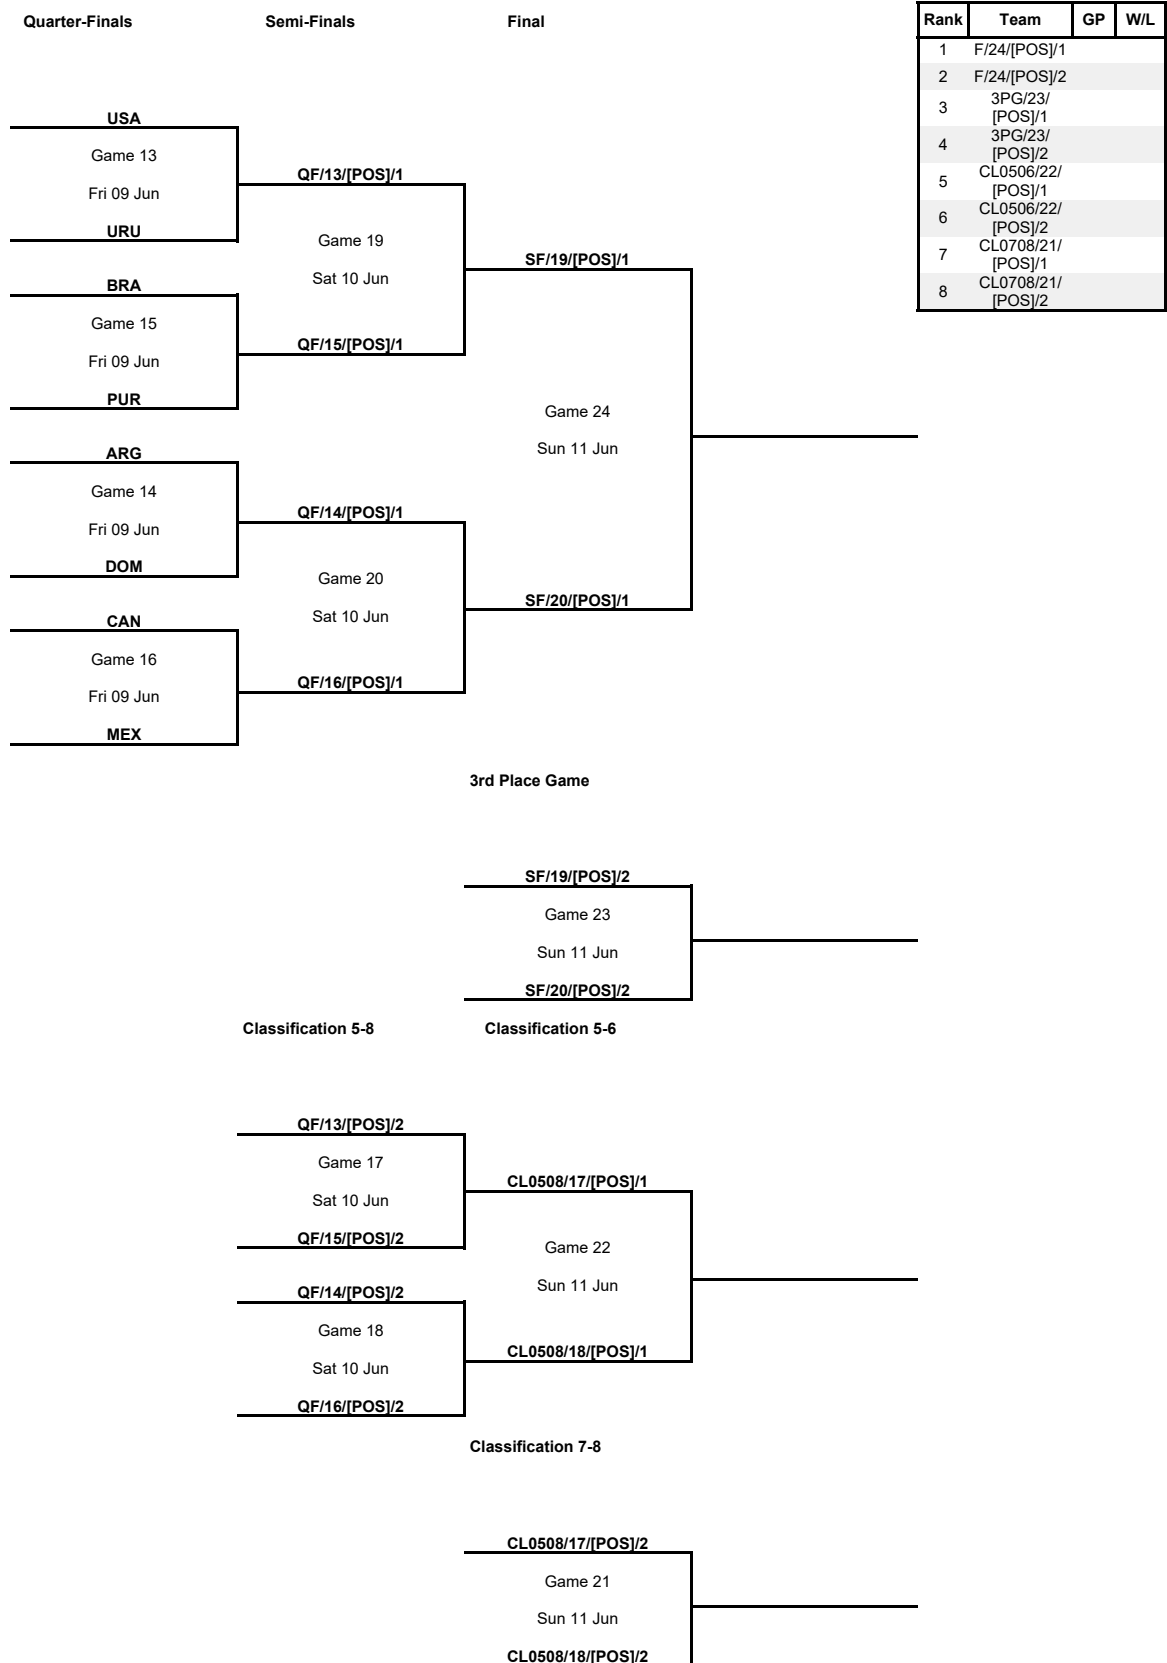 Quarter-Finals Semi-Finals Final
Rank Team GP W/L
1 F/24/[POS]/1
2 F/24/[POS]/2
3 3PG/23/
[POS]/1
4 3PG/23/
[POS]/2
5 CL0506/22/
[POS]/1
6 CL0506/22/
[POS]/2
7 CL0708/21/
[POS]/1
8 CL0708/21/
[POS]/2
USA
Game 13
Fri 09 Jun
URU
BRA
Game 15
Fri 09 Jun
PUR
ARG
Game 14
Fri 09 Jun
DOM
CAN
Game 16
Fri 09 Jun
MEX
QF/13/[POS]/1
Game 19
Sat 10 Jun
QF/15/[POS]/1
QF/14/[POS]/1
Game 20
Sat 10 Jun
QF/16/[POS]/1
SF/19/[POS]/1
Game 24
Sun 11 Jun
SF/20/[POS]/1
3rd Place Game
SF/19/[POS]/2
Game 23
Sun 11 Jun
SF/20/[POS]/2
Classification 5-8 Classification 5-6
QF/13/[POS]/2
Game 17
Sat 10 Jun
QF/15/[POS]/2
QF/14/[POS]/2
Game 18
Sat 10 Jun
QF/16/[POS]/2
CL0508/17/[POS]/1
Game 22
Sun 11 Jun
CL0508/18/[POS]/1
Classification 7-8
CL0508/17/[POS]/2
Game 21
Sun 11 Jun
CL0508/18/[POS]/2